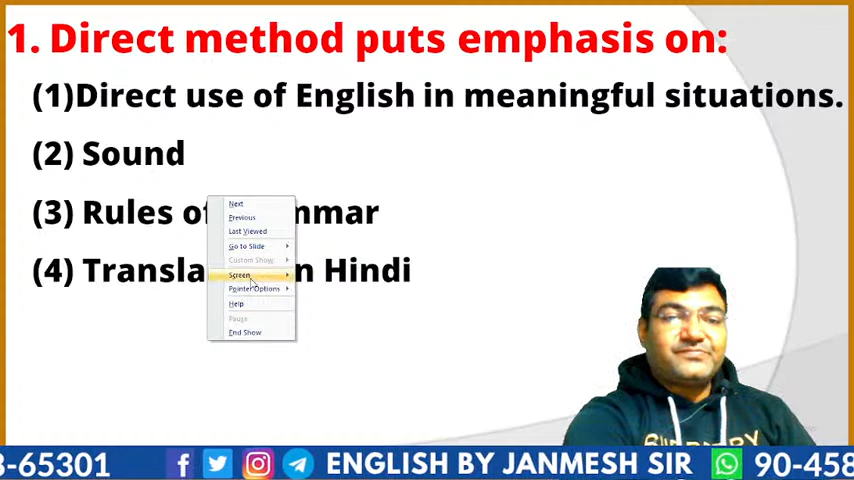 1. Direct method puts emphasis on:
(1)Direct use of English in meaningful situations.
(2) Sound
(3) Rules of mmar
(4) Transla n Hindi
Next
Previous
Last Viewed
Go to Slide
Custom Show
Screen
Pointer Options
Help
Pause
End Show
3-65301 ENGLISH BY JANMESH SIR 90-458